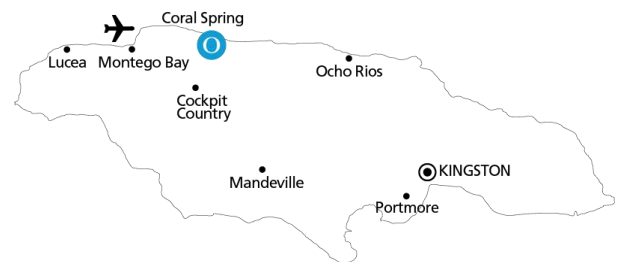 Coral Spring
O
Lucea
Montego Bay
Ocho Rios
Cockpit
Country
Mandeville
KINGSTON
Portmore